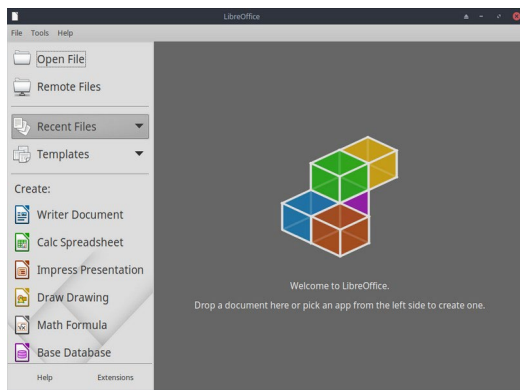 LibreOffice
File Tools Help
Open File
Remote Files
Recent Files
Templates
Create:
Writer Document
Calc Spreadsheet
Impress Presentation
Draw Drawing
Math Formula
Base Database
Help Extensions
Welcome to LibreOffice.
Drop a document here or pick an app from the left side to create one.